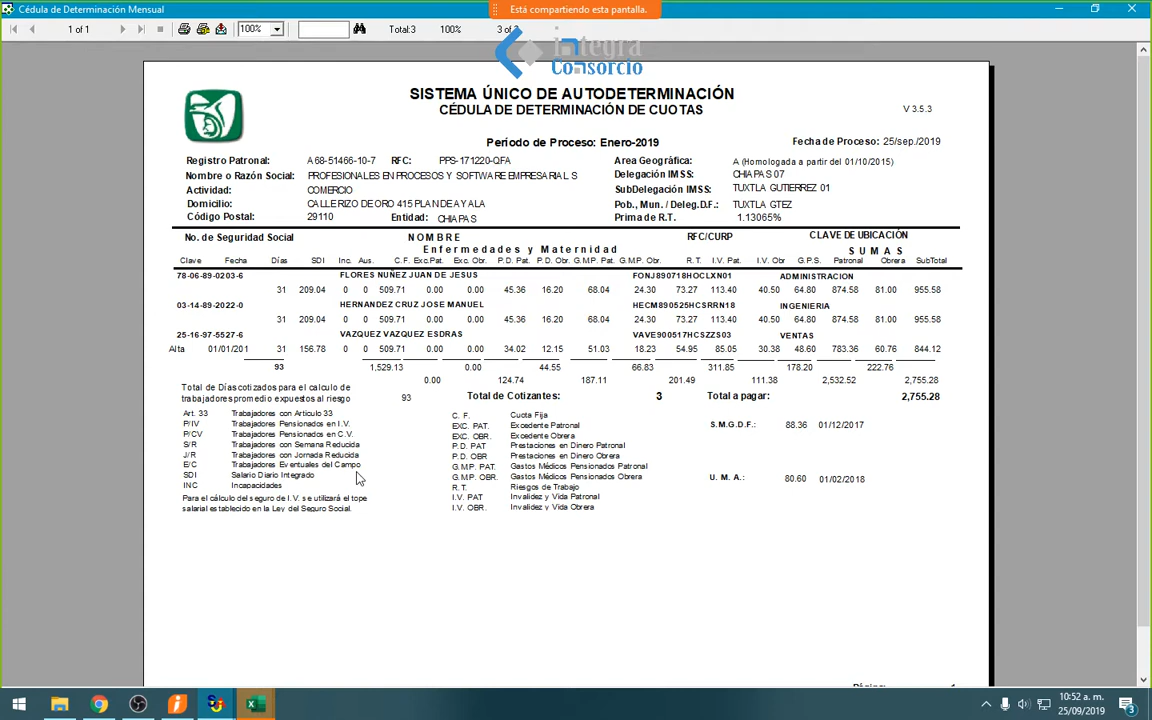 Cédula de Determinación Mensual
Está compartiendo esta pantalla.
1 of 1 100% Total:3 100% 3 of 3
integra
Consorcio
SISTEMA ÚNICO DE AUTODETERMINACIÓN
CÉDULA DE DETERMINACIÓN DE CUOTAS
V 3.5.3
Período de Proceso: Enero-2019 Fecha de Proceso: 25/sep./2019
Registro Patronal: A68-51466-10-7 RFC: PPS-171220-QFA Area Geográfica: A (Homologada a partir del 01/10/2015)
Nombre o Razón Social: PROFESIONALES EN PROCESOS Y SOFTWARE EMPRESARIAL S Delegación IMSS: CHIAPAS 07
Actividad: COMERCIO SubDelegación IMSS: TUXTLA GUTIERREZ 01
Domicilio: CALLE RIZO DE ORO 415 PLAN DE AYALA Pob., Mun. / Deleg.D.F.: TUXTLA GTEZ
Código Postal: 29110 Entidad: CHIAPAS Prima de R.T. 1.13065%
No. de Seguridad Social NOMBRE RFC/CURP CLAVE DE UBICACIÓN
Enfermedades y Maternidad SUMAS
Clave Fecha Días SDI Inc. Aus. C.F. Exc.Pat. Exc. Obr. P.D. Pat. P.D. Obr. G.M.P. Pat. G.M.P. Obr. R.T. I.V. Pat. I.V. Obr G.P.S. Patronal Obrera SubTotal
78-06-89-0203-6 FLORES NUÑEZ JUAN DE JESUS FONJ890718HOCLXN01 ADMINISTRACION
31 209.04 0 0 509.71 0.00 0.00 45.36 16.20 68.04 24.30 73.27 113.40 40.50 64.80 874.58 81.00 955.58
03-14-89-2022-0 HERNANDEZ CRUZ JOSE MANUEL HECM890525HCSRRN18 INGENIERIA
31 209.04 0 0 509.71 0.00 0.00 45.36 16.20 68.04 24.30 73.27 113.40 40.50 64.80 874.58 81.00 955.58
25-16-97-5527-6 VAZQUEZ VAZQUEZ ESDRAS VAVE900517HCSZZS03 VENTAS
Alta 01/01/201 31 156.78 0 0 509.71 0.00 0.00 34.02 12.15 51.03 18.23 54.95 85.05 30.38 48.60 783.36 60.76 844.12
93 1,529.13 0.00 44.55 66.83 311.85 178.20 222.76
0.00 124.74 187.11 201.49 111.38 2,532.52 2,755.28
Total de Días cotizados para el calculo de
trabajadores promedio expuestos al riesgo 93 Total de Cotizantes: 3 Total a pagar: 2,755.28
Art. 33 Trabajadores con Articulo 33 C. F. Cuota Fija
P/IV Trabajadores Pensionados en I.V. EXC. PAT. Excedente Patronal S.M.G.D.F.: 88.36 01/12/2017
P/CV Trabajadores Pensionados en C.V. EXC. OBR. Excedente Obrera
S/R Trabajadores con Semana Reducida P.D. PAT Prestaciones en Dinero Patronal
J/R Trabajadores con Jornada Reducida P.D. OBR Prestaciones en Dinero Obrera
E/C Trabajadores Eventuales del Campo G.M.P. PAT. Gastos Médicos Pensionados Patronal
SDI Salario Diario Integrado G.M.P. OBR. Gastos Médicos Pensionados Obrera U. M. A.: 80.60 01/02/2018
INC Incapacidades R.T. Riesgos de Trabajo
I.V. PAT Invalidez y Vida Patronal
I.V. OBR. Invalidez y Vida Obrera
Para el cálculo del seguro de I.V. se utilizará el tope
salarial establecido en la Ley del Seguro Social.
10:52 a. m.
25/09/2019
3